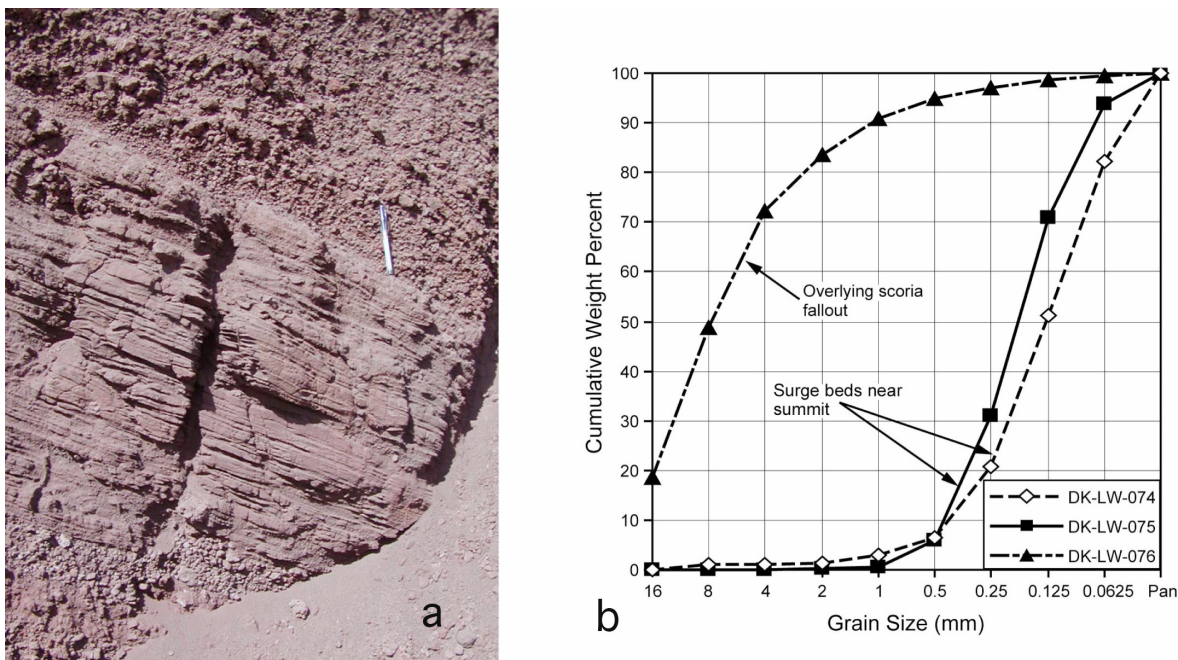 a
b
Cumulative Weight Percent
100
90
80
70
60
50
40
30
20
10
0
Overlying scoria
fallout
Surge beds near
summit
DK-LW-074
DK-LW-075
DK-LW-076
16 8 4 2 1 0.5 0.25 0.125 0.0625 Pan
Grain Size (mm)